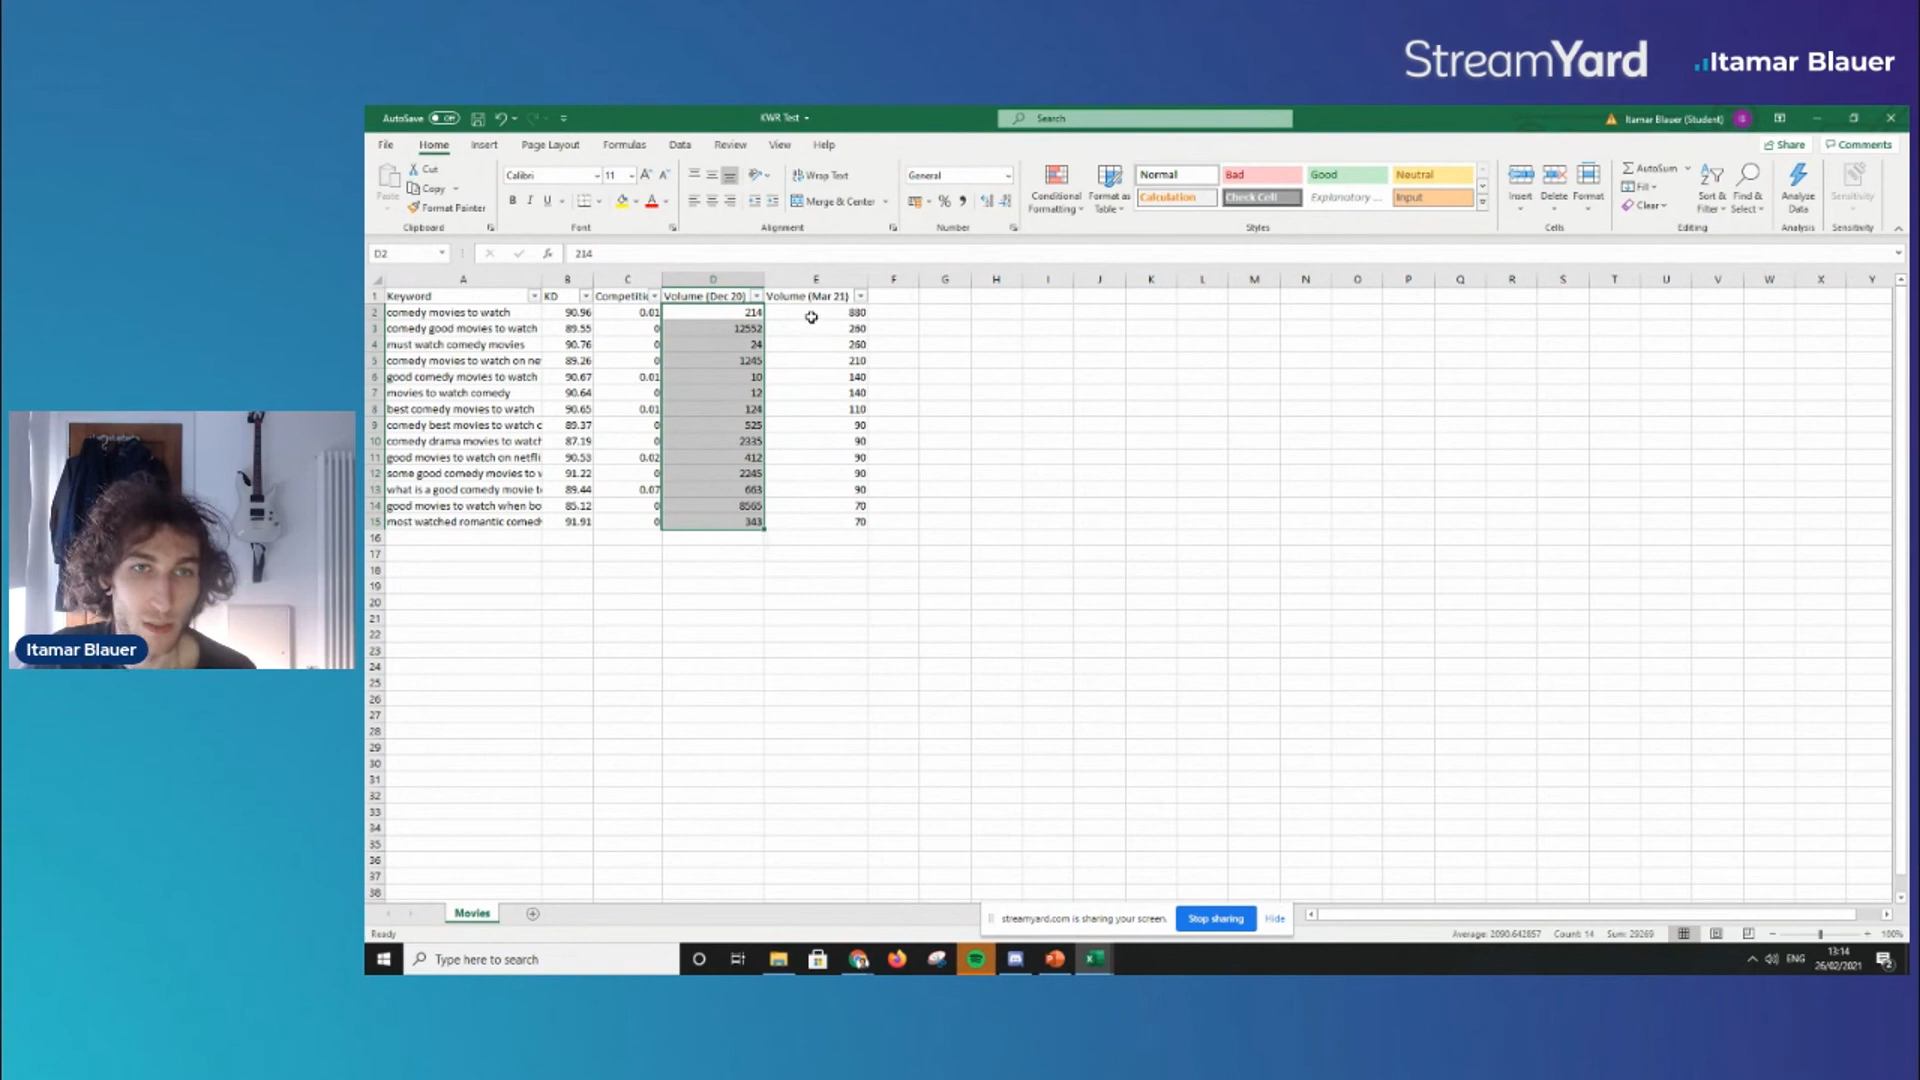 StreamYard
Itamar Blauer
AutoSave Off
KWR Test
Search
Itamar Blauer (Student)
File Home Insert Page Layout Formulas Data Review View Help
Share Comments
Paste
Cut
Copy
Format Painter
Clipboard
Calibri 11
B I U
Font
Wrap Text
Merge & Center
Alignment
General
Number
Conditional Formatting
Format as Table
Normal Bad Good Neutral
Calculation Check Cell Explanatory ... Input
Styles
Insert Delete Format
Cells
AutoSum
Fill
Clear
Sort & Filter
Find & Select
Editing
Analyze Data
Analysis
Sensitivity
Sensitivity
D2 fx 214
A B C D E F G H I J K L M N O P Q R S T U V W X Y
1 Keyword KD Competitic Volume (Dec 20) Volume (Mar 21)
2 comedy movies to watch 90.96 0.01 214 880
3 comedy good movies to watch 89.55 0 12552 260
4 must watch comedy movies 90.76 0 24 260
5 comedy movies to watch on ne 89.26 0 1245 210
6 good comedy movies to watch 90.67 0.01 10 140
7 movies to watch comedy 90.64 0 12 140
8 best comedy movies to watch 90.65 0.01 124 110
9 comedy best movies to watch c 89.37 0 525 90
10 comedy drama movies to watch 87.19 0 2335 90
11 good movies to watch on netfli 90.53 0.02 412 90
12 some good comedy movies to v 91.22 0 2245 90
13 what is a good comedy movie t 89.44 0.07 663 90
14 good movies to watch when bo 85.12 0 8565 70
15 most watched romantic comed 91.91 0 343 70
16
17
18
19
20
21
22
23
24
25
26
27
28
29
30
31
32
33
34
35
36
37
38
Itamar Blauer
Movies
streamyard.com is sharing your screen. Stop sharing Hide
Ready
Average: 2090.642857 Count: 14 Sum: 29269 100%
Type here to search
ENG
13:14
26/02/2021